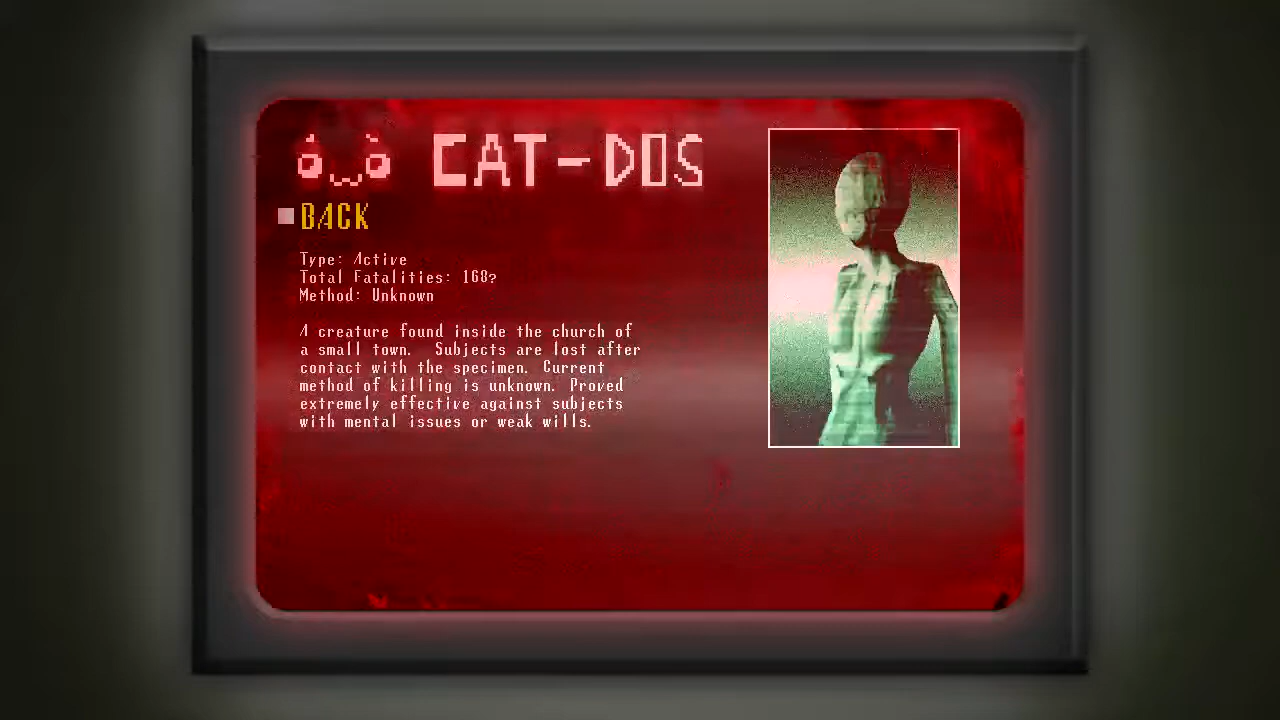 CAT-DOS
BACK
Type: Active
Total Fatalities: 168?
Method: Unknown
A creature found inside the church of
a small town.  Subjects are lost after
contact with the specimen. Current
method of killing is unknown. Proved
extremely effective against subjects
with mental issues or weak wills.